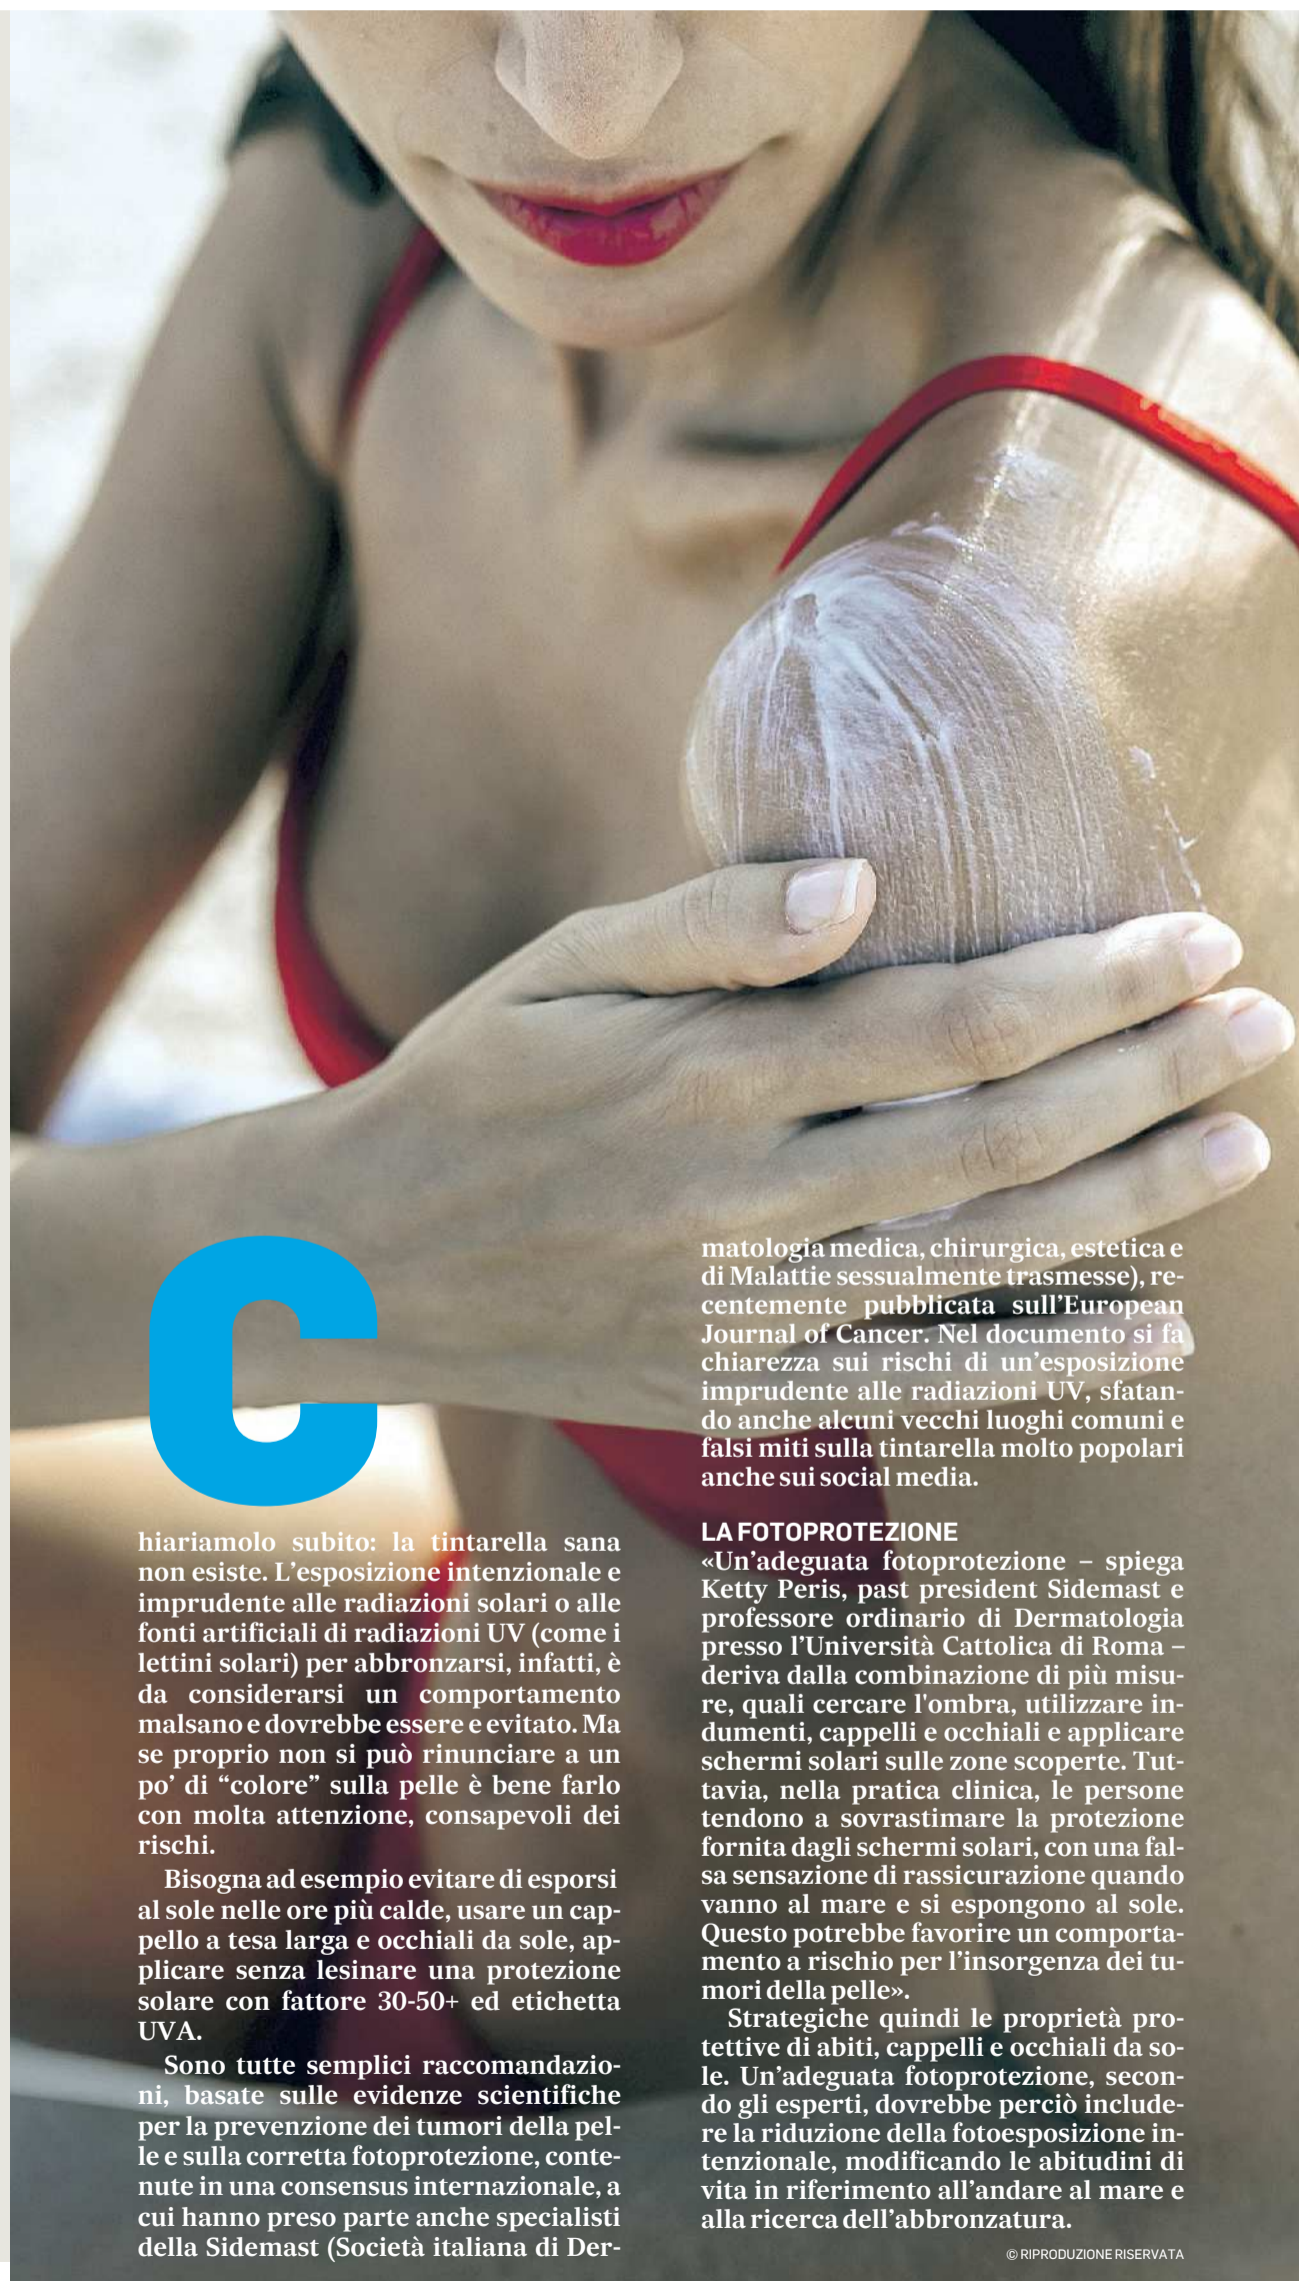 C
hiariamolo subito: la tintarella sana
non esiste. L’esposizione intenzionale e
imprudente alle radiazioni solari o alle
fonti artificiali di radiazioni UV (come i
lettini solari) per abbronzarsi, infatti, è
da considerarsi un comportamento
malsano e dovrebbe essere e evitato. Ma
se proprio non si può rinunciare a un
po’ di “colore” sulla pelle è bene farlo
con molta attenzione, consapevoli dei
rischi.
Bisogna ad esempio evitare di esporsi
al sole nelle ore più calde, usare un cap-
pello a tesa larga e occhiali da sole, ap-
plicare senza lesinare una protezione
solare con fattore 30-50+ ed etichetta
UVA.
Sono tutte semplici raccomandazio-
ni, basate sulle evidenze scientifiche
per la prevenzione dei tumori della pel-
le e sulla corretta fotoprotezione, conte-
nute in una consensus internazionale, a
cui hanno preso parte anche specialisti
della Sidemast (Società italiana di Der-
matologia medica, chirurgica, estetica e
di Malattie sessualmente trasmesse), re-
centemente pubblicata sull’European
Journal of Cancer. Nel documento si fa
chiarezza sui rischi di un’esposizione
imprudente alle radiazioni UV, sfatan-
do anche alcuni vecchi luoghi comuni e
falsi miti sulla tintarella molto popolari
anche sui social media.
LA FOTOPROTEZIONE
«Un’adeguata fotoprotezione – spiega
Ketty Peris, past president Sidemast e
professore ordinario di Dermatologia
presso l’Università Cattolica di Roma –
deriva dalla combinazione di più misu-
re, quali cercare l'ombra, utilizzare in-
dumenti, cappelli e occhiali e applicare
schermi solari sulle zone scoperte. Tut-
tavia, nella pratica clinica, le persone
tendono a sovrastimare la protezione
fornita dagli schermi solari, con una fal-
sa sensazione di rassicurazione quando
vanno al mare e si espongono al sole.
Questo potrebbe favorire un comporta-
mento a rischio per l’insorgenza dei tu-
mori della pelle».
Strategiche quindi le proprietà pro-
tettive di abiti, cappelli e occhiali da so-
le. Un’adeguata fotoprotezione, secon-
do gli esperti, dovrebbe perciò include-
re la riduzione della fotoesposizione in-
tenzionale, modificando le abitudini di
vita in riferimento all’andare al mare e
alla ricerca dell’abbronzatura.
© RIPRODUZIONE RISERVATA